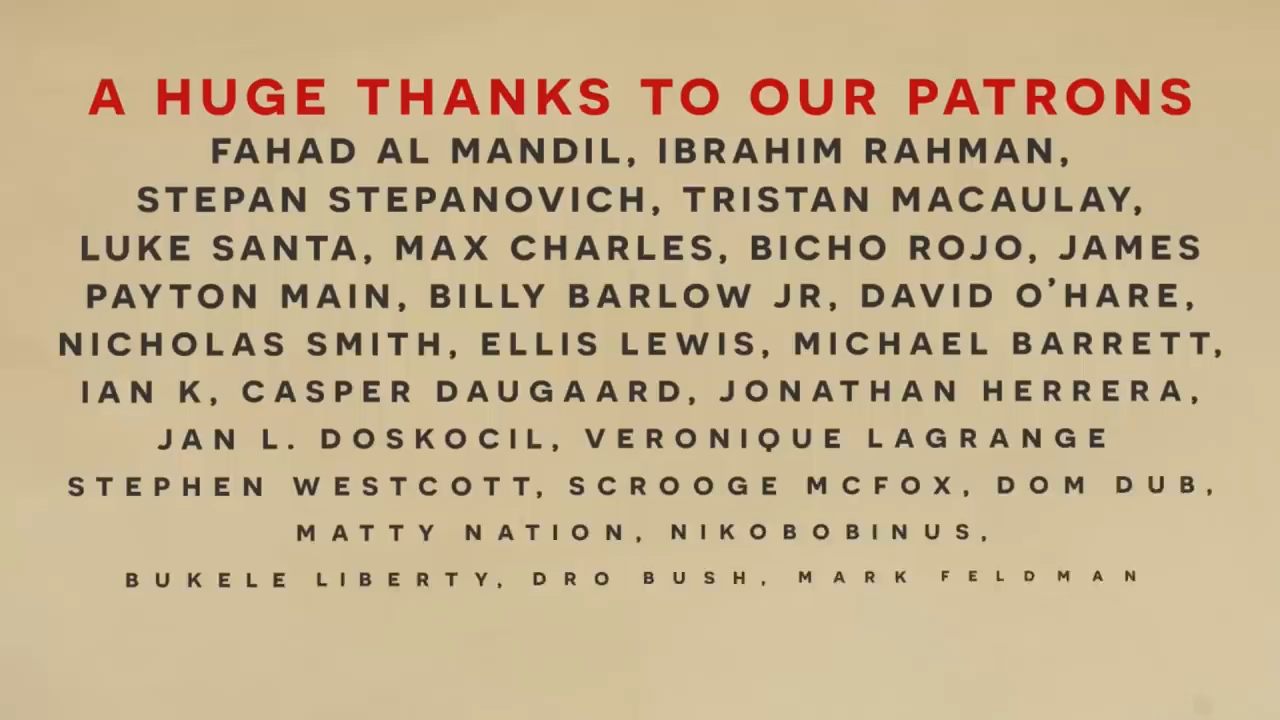 A HUGE THANKS TO OUR PATRONS
FAHAD AL MANDIL, IBRAHIM RAHMAN,
STEPAN STEPANOVICH, TRISTAN MACAULAY,
LUKE SANTA, MAX CHARLES, BICHO ROJO, JAMES
PAYTON MAIN, BILLY BARLOW JR, DAVID O'HARE,
NICHOLAS SMITH, ELLIS LEWIS, MICHAEL BARRETT,
IAN K, CASPER DAUGAARD, JONATHAN HERRERA,
JAN L. DOSKOCIL, VERONIQUE LAGRANGE
STEPHEN WESTCOTT, SCROOGE MCFOX, DOM DUB,
MATTY NATION, NIKOBOBINUS,
BUKELE LIBERTY, DRO BUSH, MARK FELDMAN